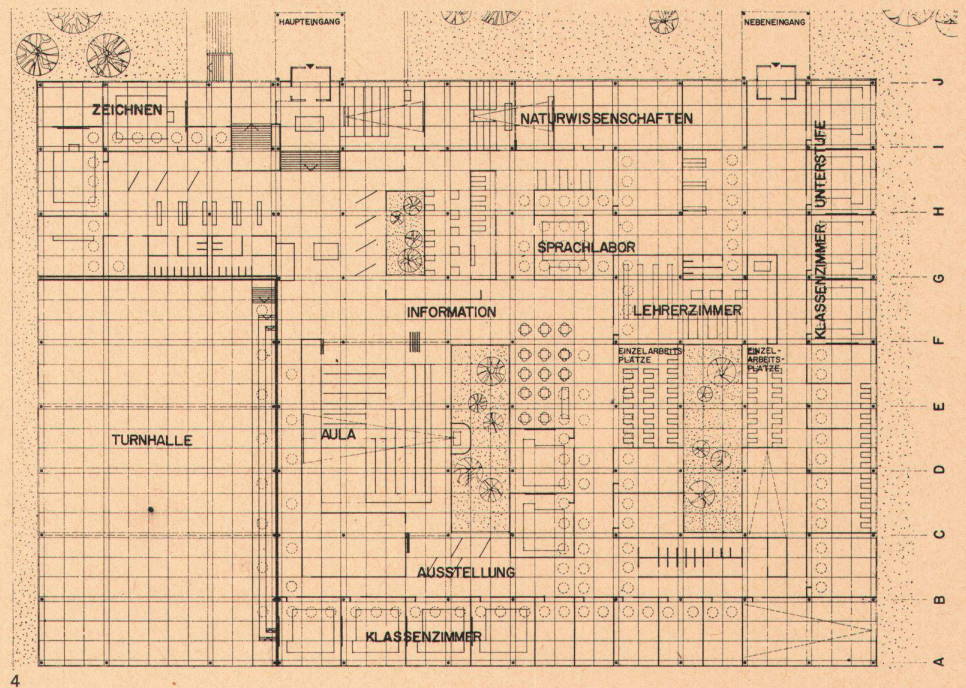 HAUPTEINGANG
NEBENEINGANG
ZEICHNEN
NATURWISSENSCHAFTEN
KLASSENZIMMER UNTERSTUFE
SPRACHLABOR
INFORMATION
LEHRERZIMMER
EINZELARBEITS-
PLÄTZE
EINZEL-
ARBEITS-
PLÄTZE
TURNHALLE
AULA
AUSSTELLUNG
KLASSENZIMMER
J
I
H
G
F
E
D
C
B
A
4